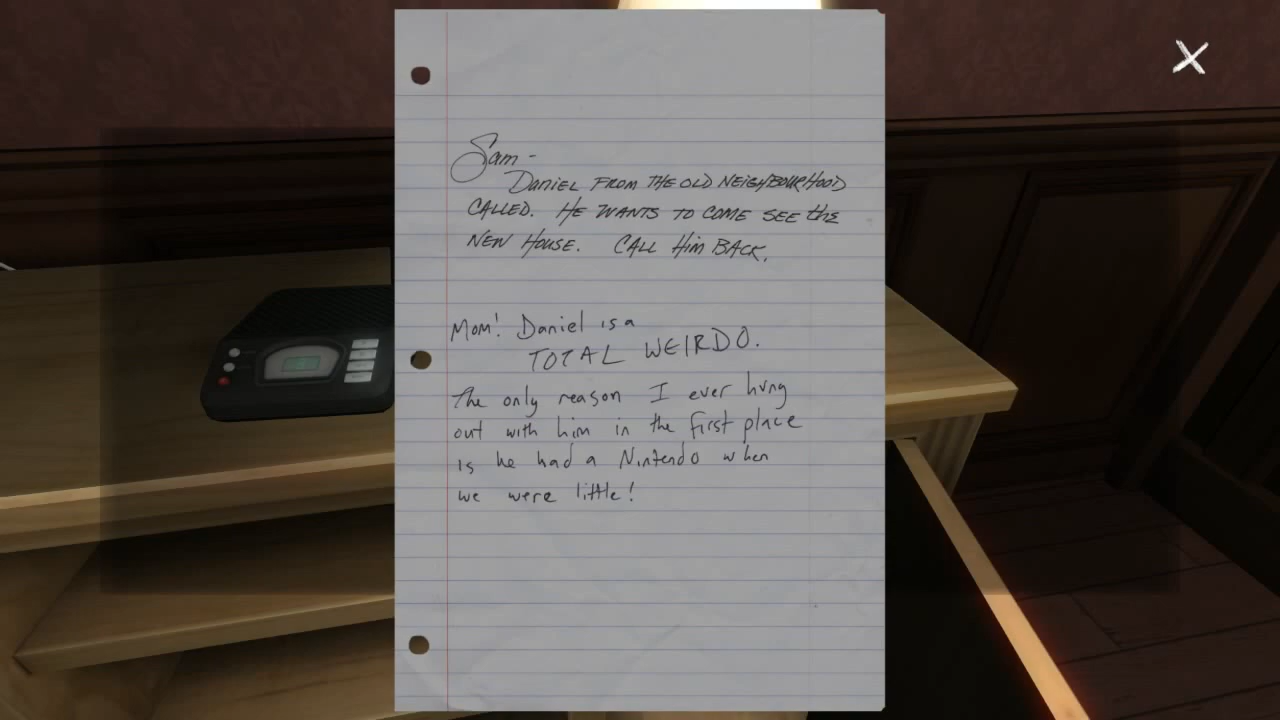 Sam -
DANIEL FROM THE OLD NEIGHBOURHOOD
CALLED. HE WANTS TO COME SEE the
NEW HOUSE. CALL HIM BACK.
Mom! Daniel is a
TOTAL WEIRDO.
The only reason I ever hung
out with him in the first place
is he had a Nintendo when
we were little!